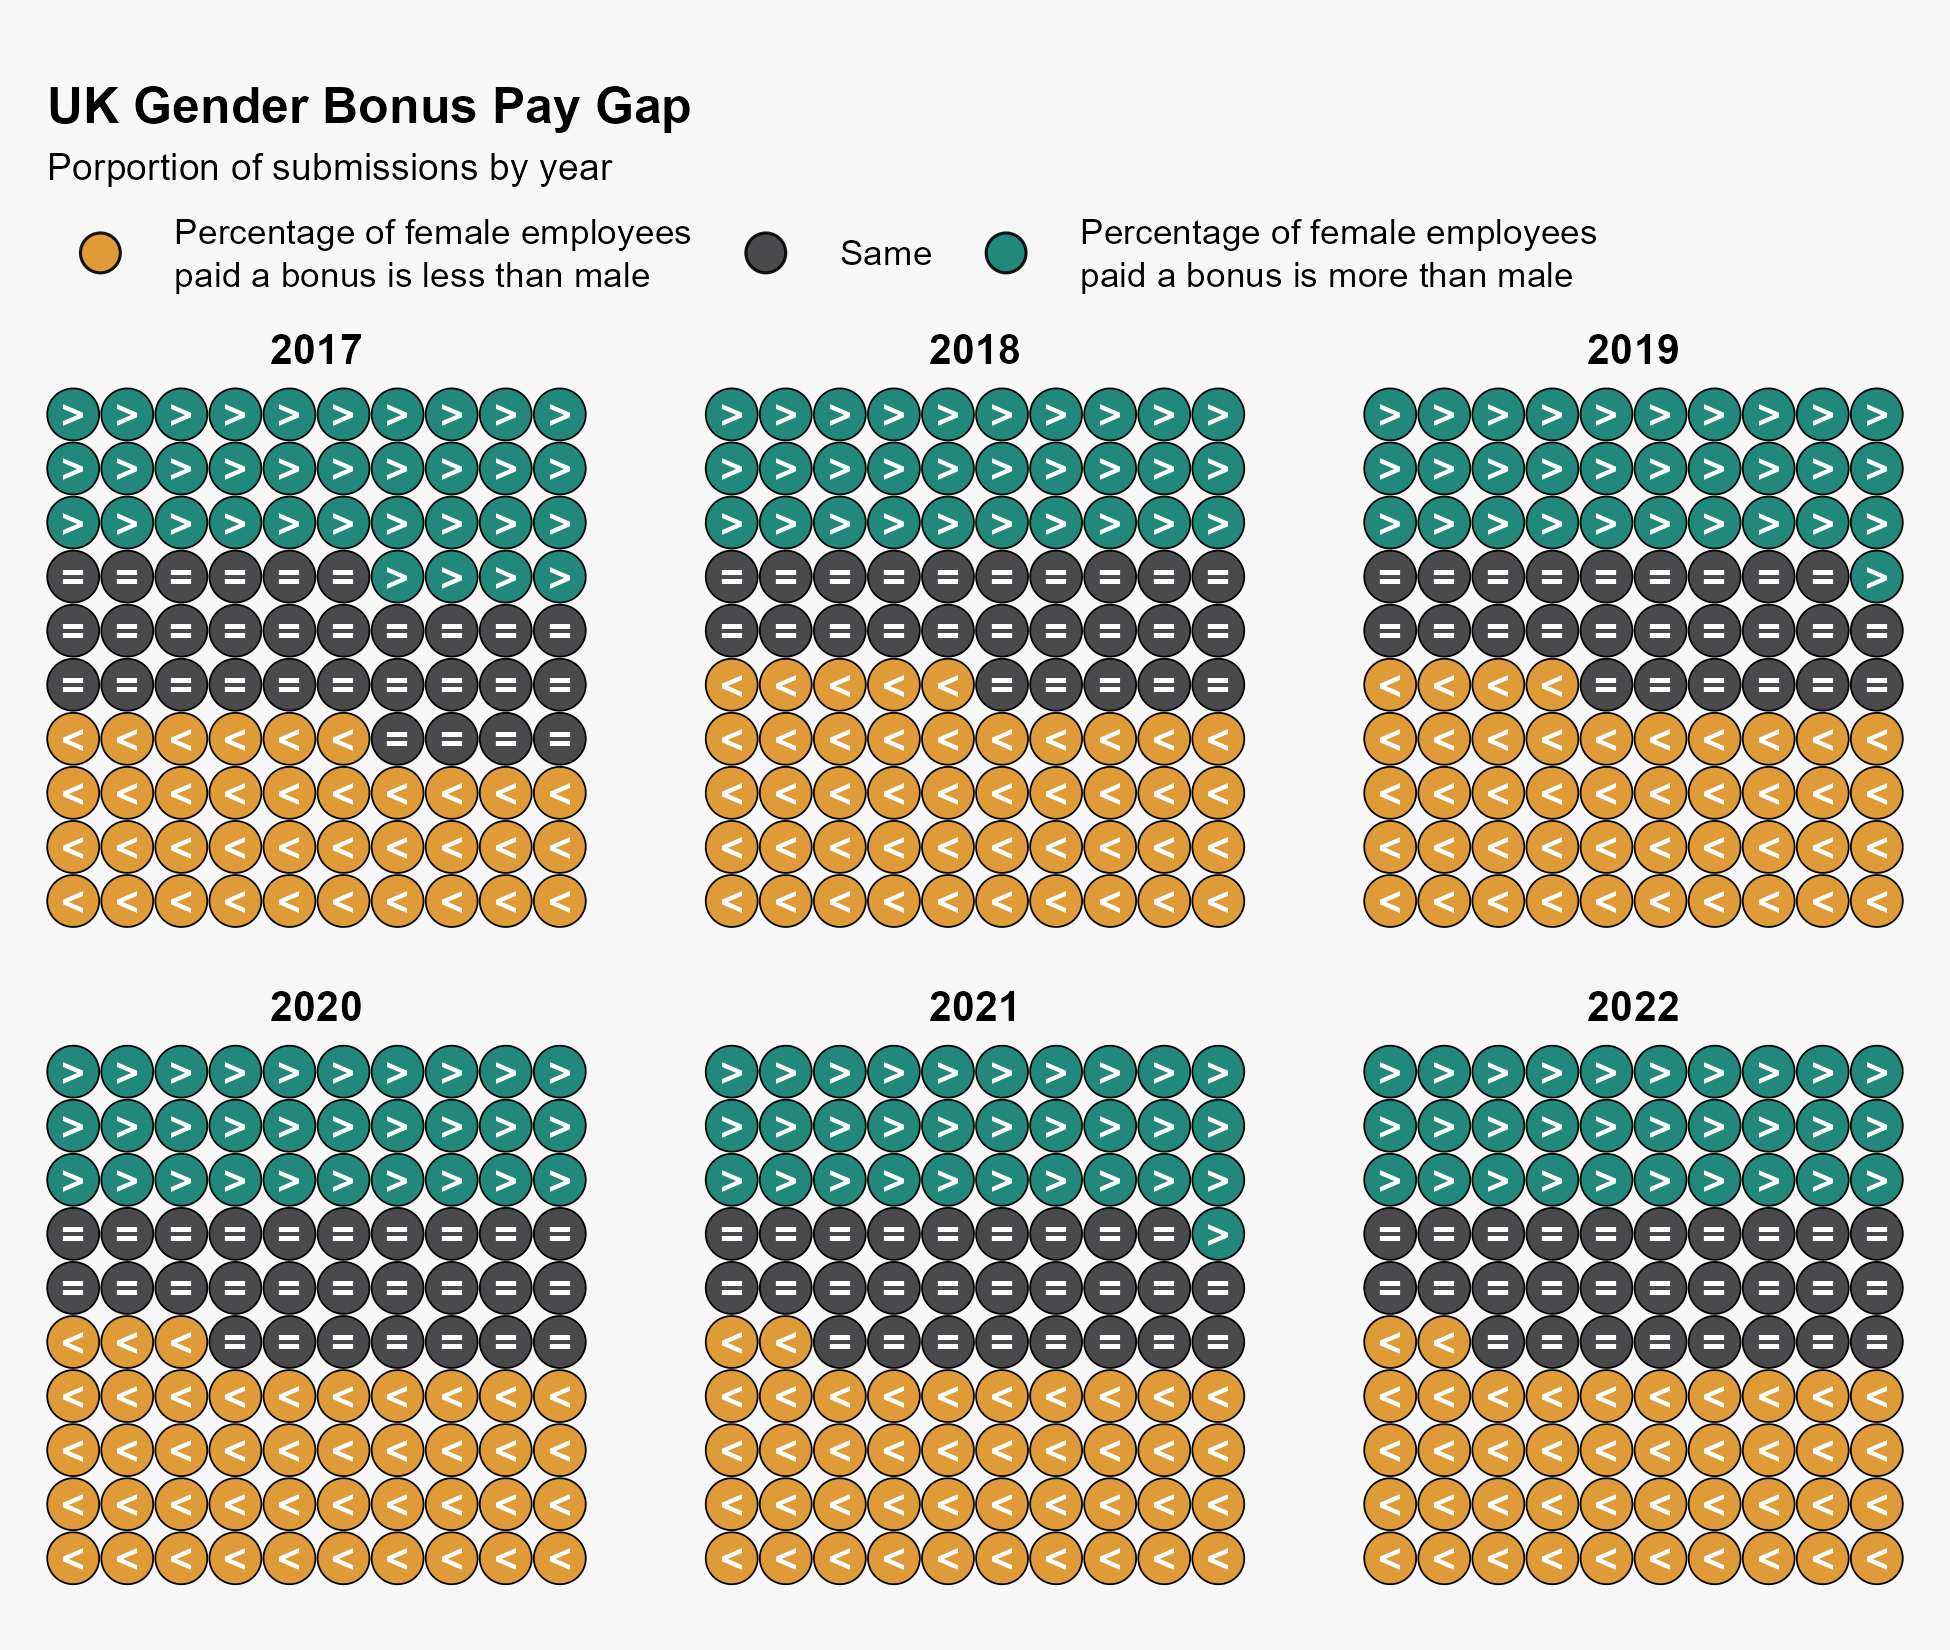 UK Gender Bonus Pay Gap
Porportion of submissions by year
Percentage of female employees
paid a bonus is less than male
Same
Percentage of female employees
paid a bonus is more than male
2017
2018
2019
2020
2021
2022